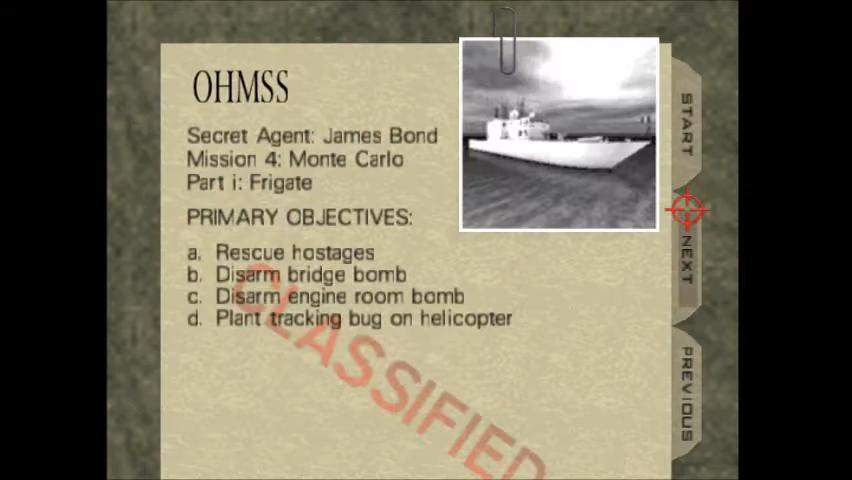 OHMSS
Secret Agent: James Bond
Mission 4: Monte Carlo
Part i: Frigate
PRIMARY OBJECTIVES:
a. Rescue hostages
b. Disarm bridge bomb
c. Disarm engine room bomb
d. Plant tracking bug on helicopter
CLASSIFIED
START
NEXT
PREVIOUS